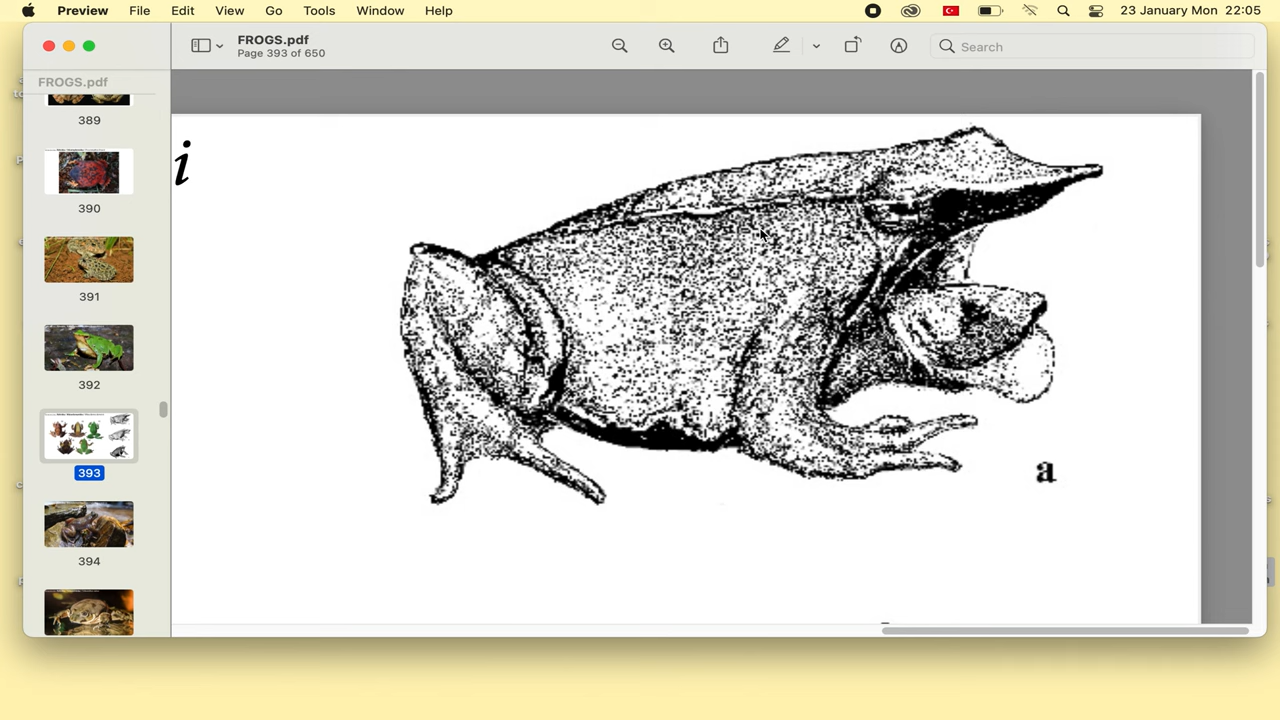 Preview File Edit View Go Tools Window Help 23 January Mon 22:05
FROGS.pdf
Page 393 of 650
Search
FROGS.pdf
389
390
391
392
393
394
i
a